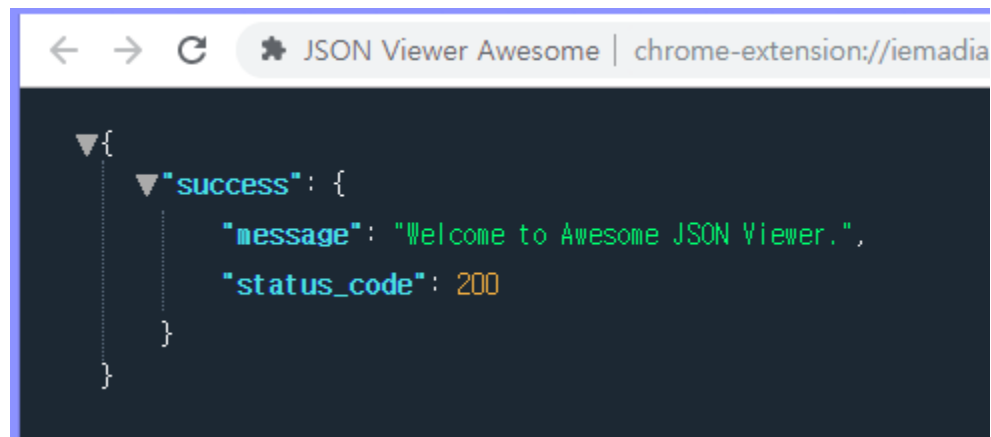 JSON Viewer Awesome | chrome-extension://iemadia
{
"success": {
"message": "Welcome to Awesome JSON Viewer.",
"status_code": 200
}
}